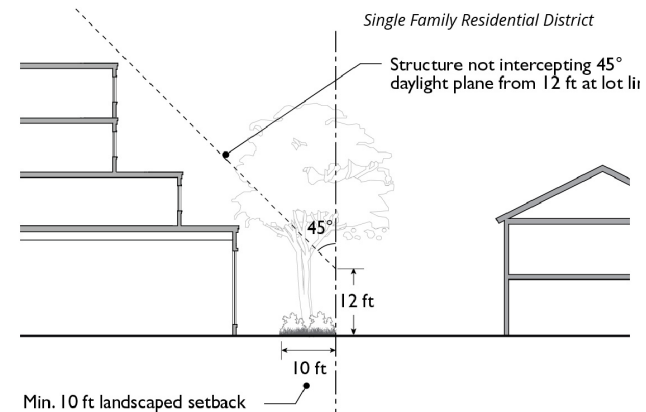 Single Family Residential District
Structure not intercepting 45°
daylight plane from 12 ft at lot
45°
12 ft
10 ft
Min. 10 ft landscaped setback